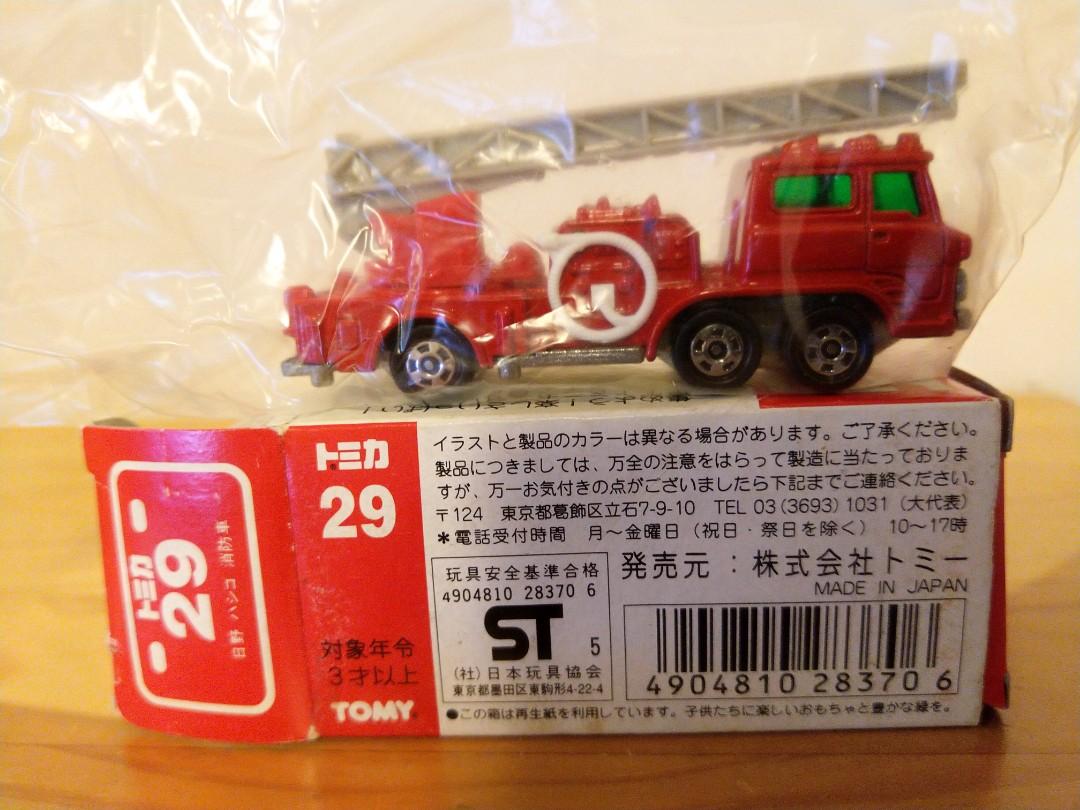 トミカ
29
日野 ハシゴ 消防車
トミカ
29
対象年令
3才以上
TOMY
イラストと製品のカラーは異なる場合があります。ご了承ください。
製品につきましては、万全の注意をはらって製造に当たっておりま
すが、万一お気付きの点がございましたら下記までご連絡ください。
〒124 東京都葛飾区立石7-9-10 TEL 03(3693)1031(大代表)
＊電話受付時間 月〜金曜日(祝日・祭日を除く) 10〜17時
玩具安全基準合格
4904810 28370 6
ST 5
(社)日本玩具協会
東京都墨田区東駒形4-22-4
発売元:株式会社トミー
MADE IN JAPAN
4904810 283706
●この箱は再生紙を利用しています。子供たちに楽しいおもちゃと豊かな緑を。